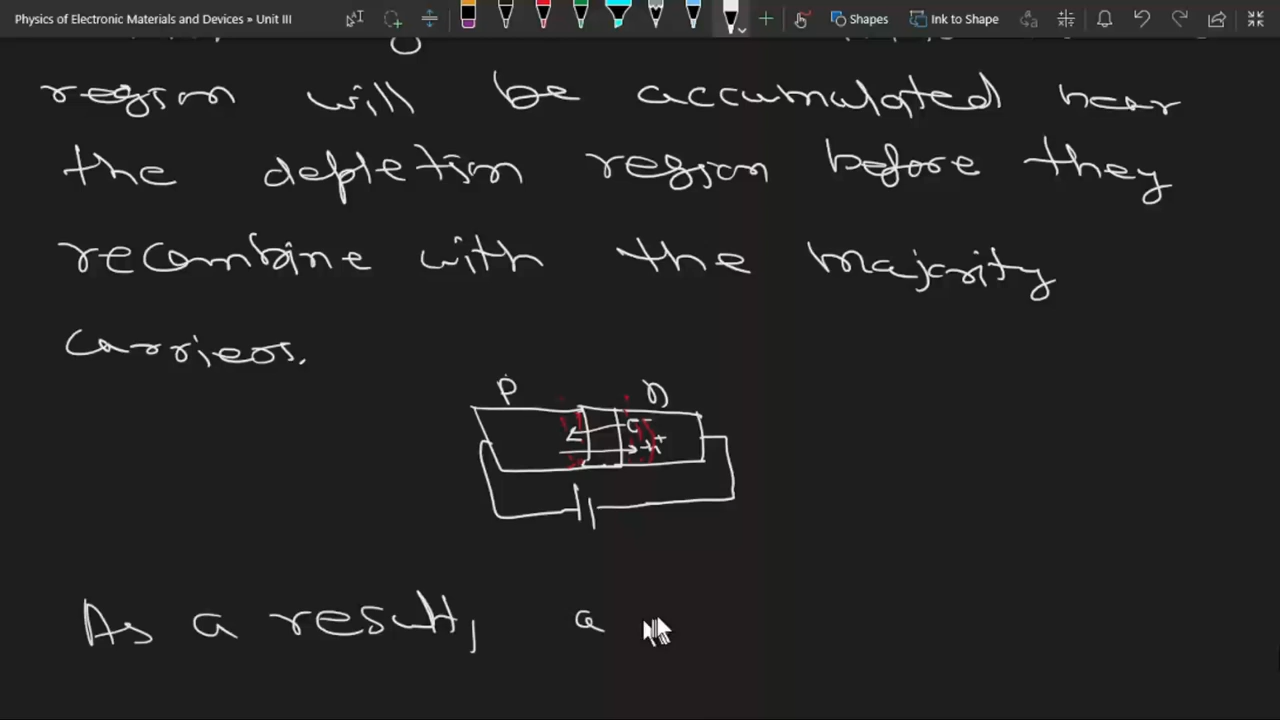 Physics of Electronic Materials and Devices » Unit III
Shapes
Ink to Shape
region will be accumulated near
the depletion region before they
recombine with the majority
carriers.
P n
As a result, a